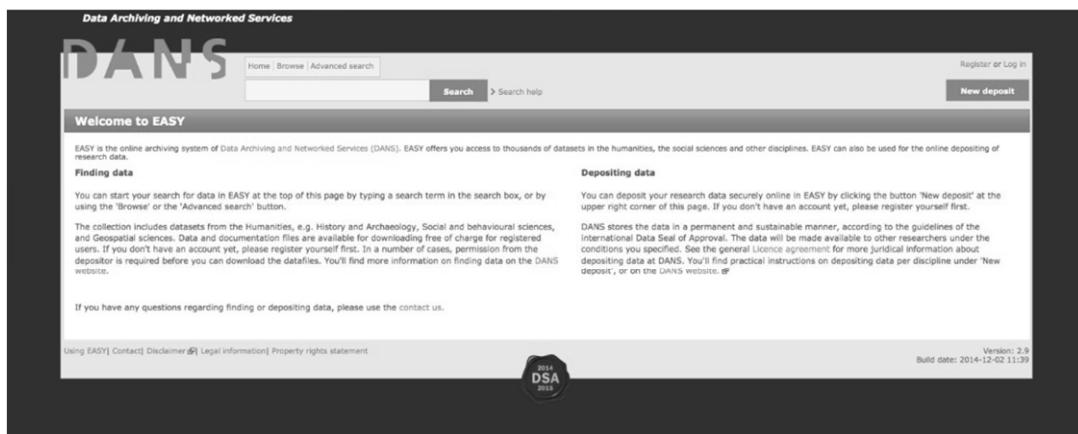 Data Archiving and Networked Services
DANS
Home Browse Advanced search
Register or Log in
Search
> Search help
New deposit
Welcome to EASY
EASY is the online archiving system of Data Archiving and Networked Services (DANS). EASY offers you access to thousands of datasets in the humanities, the social sciences and other disciplines. EASY can also be used for the online depositing of
research data.
Finding data
You can start your search for data in EASY at the top of this page by typing a search term in the search box, or by
using the 'Browse' or the 'Advanced search' button.
The collection includes datasets from the Humanities, e.g. History and Archaeology, Social and behavioural sciences,
and Geospatial sciences. Data and documentation files are available for downloading free of charge for registered
users. If you don't have an account yet, please register yourself first. In a number of cases, permission from the
depositor is required before you can download the datafiles. You'll find more information on finding data on the DANS
website.
If you have any questions regarding finding or depositing data, please use the contact us.
Depositing data
You can deposit your research data securely online in EASY by clicking the button 'New deposit' at the
upper right corner of this page. If you don't have an account yet, please register yourself first.
DANS stores the data in a permanent and sustainable manner, according to the guidelines of the
international Data Seal of Approval. The data will be made available to other researchers under the
conditions you specified. See the general Licence agreement for more juridical information about
depositing data at DANS. You'll find practical instructions on depositing data per discipline under 'New
deposit', or on the DANS website.
Using EASY| Contact| Disclaimer| Legal information| Property rights statement
Version: 2.9
Build date: 2014-12-02 11:39
2014
DSA
2015